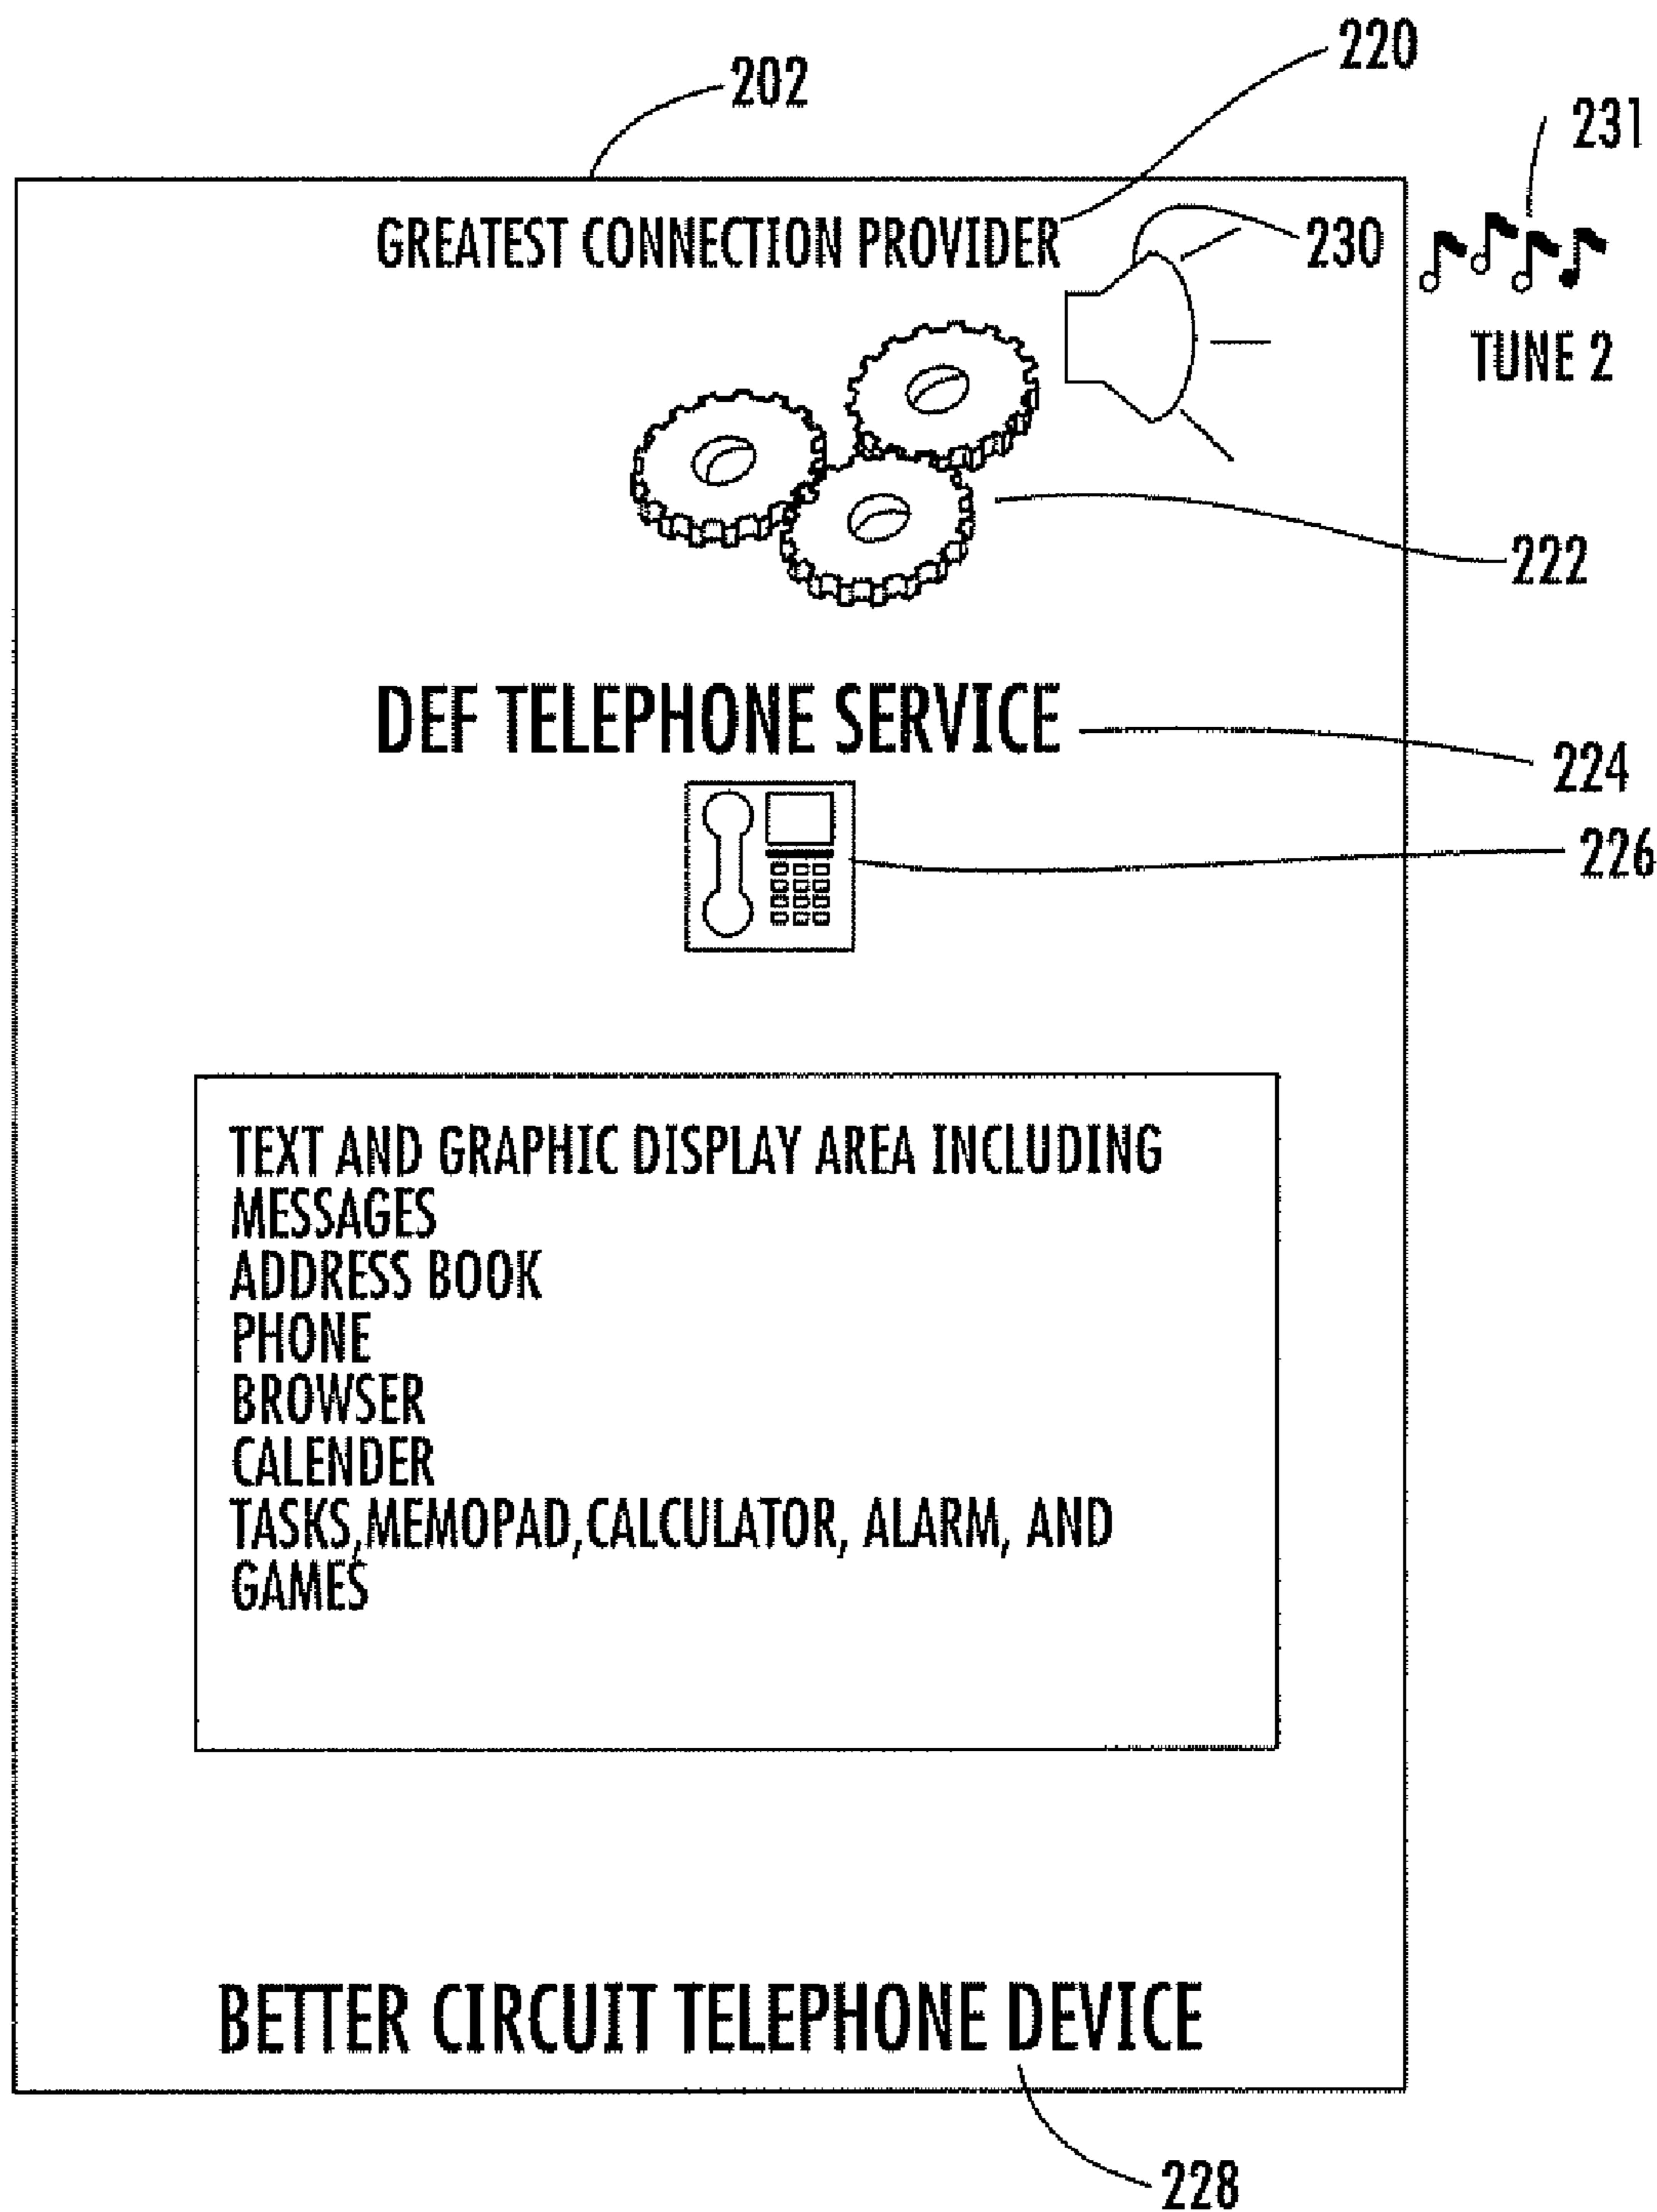 220
202
231
GREATEST CONNECTION PROVIDER
230
TUNE 2
222
DEF TELEPHONE SERVICE
224
226
TEXT AND GRAPHIC DISPLAY AREA INCLUDING
MESSAGES
ADDRESS BOOK
PHONE
BROWSER
CALENDER
TASKS,MEMOPAD,CALCULATOR, ALARM, AND
GAMES
BETTER CIRCUIT TELEPHONE DEVICE
228